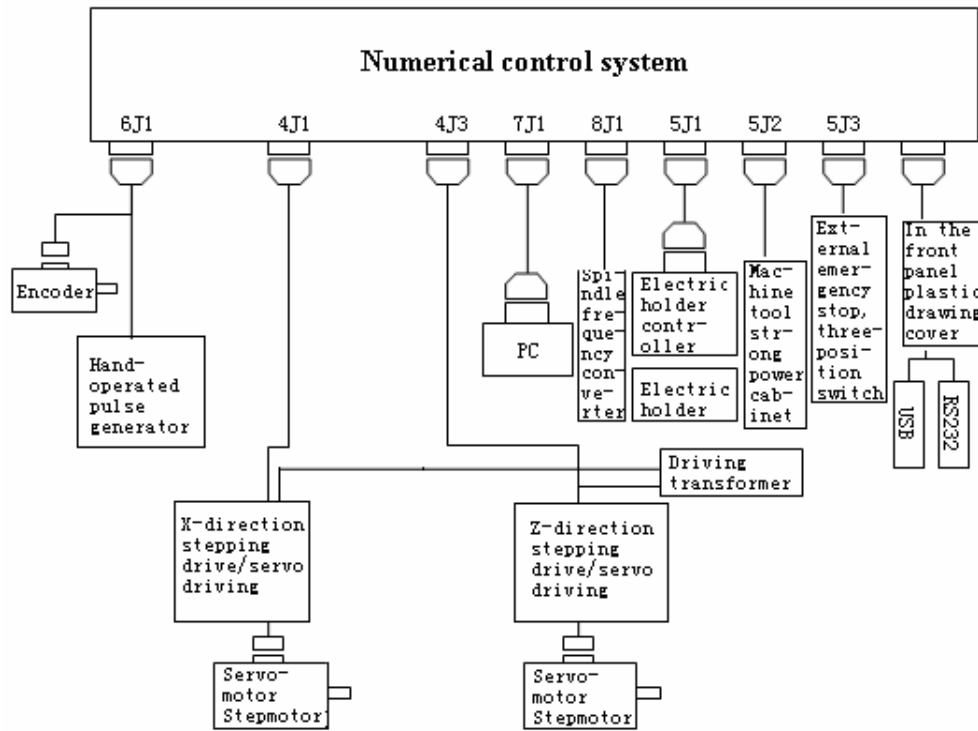 Numerical control system
6J1
4J1
4J3
7J1
8J1
5J1
5J2
5J3
Encoder
Hand-
operated
pulse
generator
PC
Spi-
ndle
fre-
que-
ncy
con-
ve-
rter
Electric
holder
contr-
oller
Electric
holder
Mac-
hine
tool
str-
ong
power
cab-
inet
Ext-
ernal
emer-
gency
stop,
three-
posi-
tion
switch
In the
front
panel
plastic
drawing
cover
USB
RS232
Driving
transformer
X-direction
stepping
drive/servo
driving
Z-direction
stepping
drive/servo
driving
Servo-
motor
Stepmotor
Servo-
motor
Stepmotor